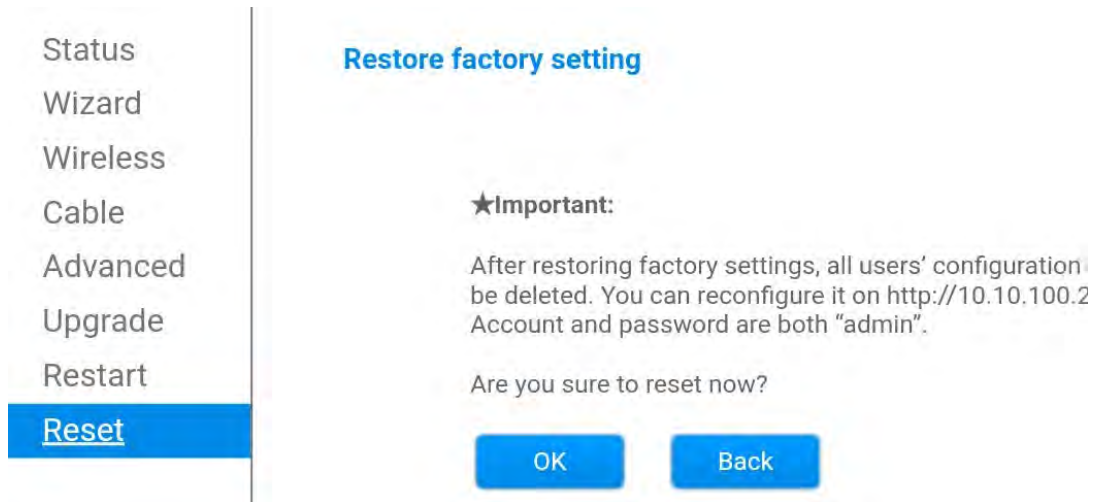 Status
Wizard
Wireless
Cable
Advanced
Upgrade
Restart
Reset
Restore factory setting
★Important:
After restoring factory settings, all users’ configuration
be deleted. You can reconfigure it on http://10.10.100.2
Account and password are both “admin”.
Are you sure to reset now?
OK
Back